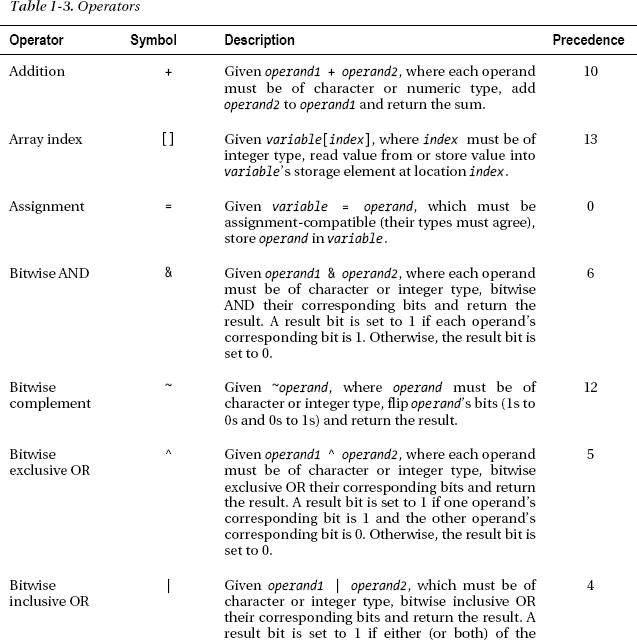 Table 1-3. Operators
Operator Symbol Description Precedence
Addition + Given operand1 + operand2, where each operand 10
must be of character or numeric type, add
operand2 to operand1 and return the sum.
Array index [] Given variable[index], where index must be of 13
integer type, read value from or store value into
variable's storage element at location index.
Assignment = Given variable = operand, which must be 0
assignment-compatible (their types must agree),
store operand in variable.
Bitwise AND & Given operand1 & operand2, where each operand 6
must be of character or integer type, bitwise
AND their corresponding bits and return the
result. A result bit is set to 1 if each operand's
corresponding bit is 1. Otherwise, the result bit is
set to 0.
Bitwise ~ Given ~operand, where operand must be of 12
complement character or integer type, flip operand's bits (1s to
0s and 0s to 1s) and return the result.
Bitwise ^ Given operand1 ^ operand2, where each operand 5
exclusive OR must be of character or integer type, bitwise
exclusive OR their corresponding bits and return
the result. A result bit is set to 1 if one operand's
corresponding bit is 1 and the other operand's
corresponding bit is 0. Otherwise, the result bit is
set to 0.
Bitwise | Given operand1 | operand2, which must be of 4
inclusive OR character or integer type, bitwise inclusive OR
their corresponding bits and return the result. A
result bit is set to 1 if either (or both) of the